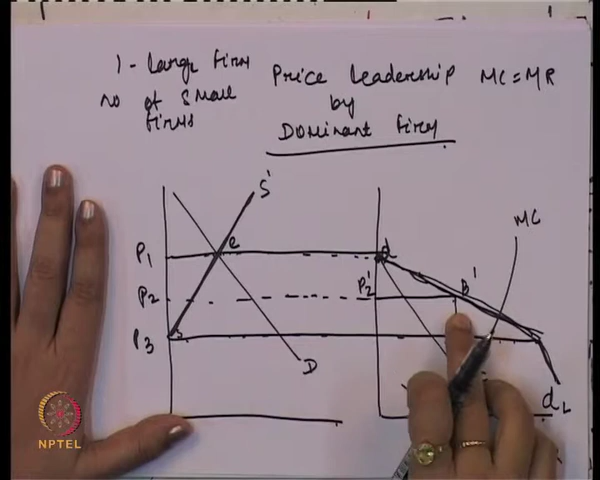 1 - Large firm
no of small
firms
Price leadership MC=MR
by
Dominant firm
S'
MC
P1
e
d
P2
P2'
B'
P3
D
dL
NPTEL